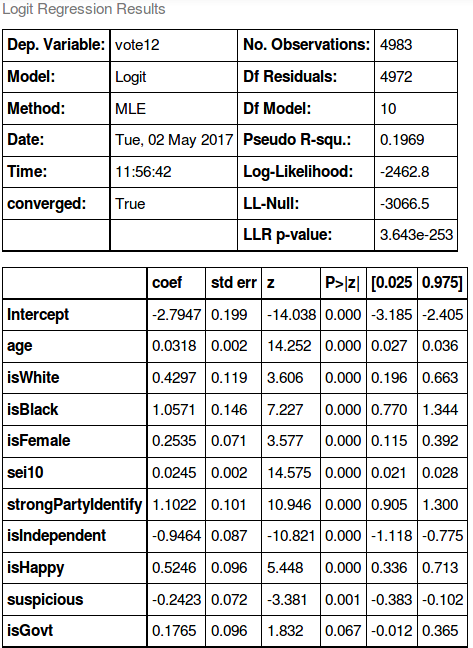 Logit Regression Results
Dep. Variable: vote12 No. Observations: 4983
Model: Logit Df Residuals: 4972
Method: MLE Df Model: 10
Date: Tue, 02 May 2017 Pseudo R-squ.: 0.1969
Time: 11:56:42 Log-Likelihood: -2462.8
converged: True LL-Null: -3066.5
LLR p-value: 3.643e-253
coef std err z P>|z| [0.025 0.975]
Intercept -2.7947 0.199 -14.038 0.000 -3.185 -2.405
age 0.0318 0.002 14.252 0.000 0.027 0.036
isWhite 0.4297 0.119 3.606 0.000 0.196 0.663
isBlack 1.0571 0.146 7.227 0.000 0.770 1.344
isFemale 0.2535 0.071 3.577 0.000 0.115 0.392
sei10 0.0245 0.002 14.575 0.000 0.021 0.028
strongPartyIdentify 1.1022 0.101 10.946 0.000 0.905 1.300
isIndependent -0.9464 0.087 -10.821 0.000 -1.118 -0.775
isHappy 0.5246 0.096 5.448 0.000 0.336 0.713
suspicious -0.2423 0.072 -3.381 0.001 -0.383 -0.102
isGovt 0.1765 0.096 1.832 0.067 -0.012 0.365